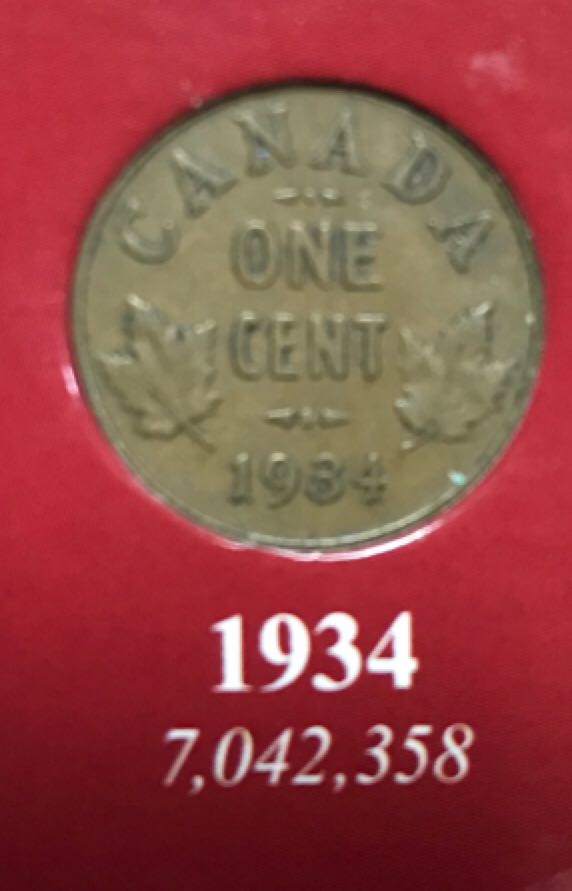 CANADA
ONE
CENT
1934
1934
7,042,358